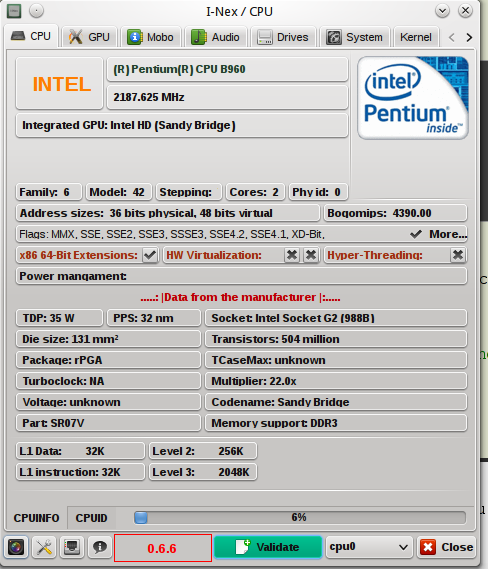 I-Nex / CPU
CPU GPU Mobo Audio Drives System Kernel
INTEL
(R) Pentium(R) CPU B960
2187.625 MHz
intel
Pentium
inside™
Integrated GPU: Intel HD (Sandy Bridge)
Family: 6 Model: 42 Stepping: Cores: 2 Phy id: 0
Address sizes: 36 bits physical, 48 bits virtual Bogomips: 4390.00
Flags: MMX, SSE, SSE2, SSE3, SSSE3, SSE4.2, SSE4.1, XD-Bit, More...
x86 64-Bit Extensions: HW Virtualization: Hyper-Threading:
Power mangament:
.....: |Data from the manufacturer |:.....
TDP: 35 W PPS: 32 nm Socket: Intel Socket G2 (988B)
Die size: 131 mm² Transistors: 504 million
Package: rPGA TCaseMax: unknown
Turboclock: NA Multiplier: 22.0x
Voltage: unknown Codename: Sandy Bridge
Part: SR07V Memory support: DDR3
L1 Data: 32K Level 2: 256K
L1 instruction: 32K Level 3: 2048K
CPUINFO CPUID 6%
0.6.6 Validate cpu0 Close